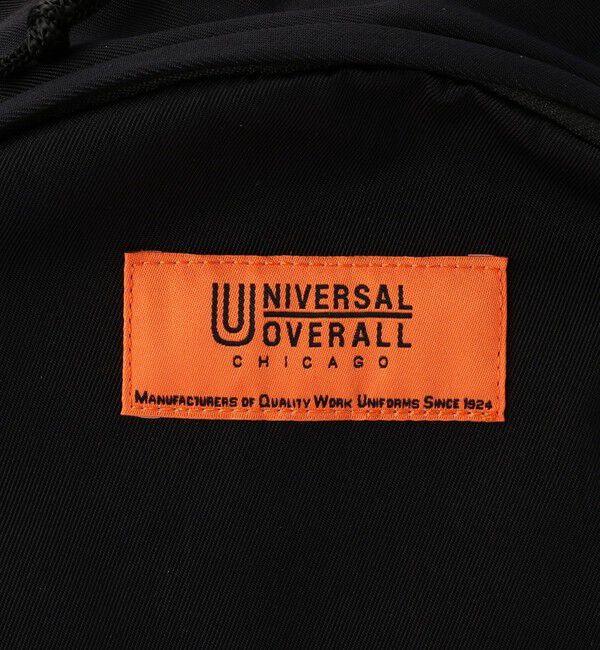 UNIVERSAL
OVERALL
CHICAGO
MANUFACTURERS OF QUALITY WORK UNIFORMS SINCE 1924